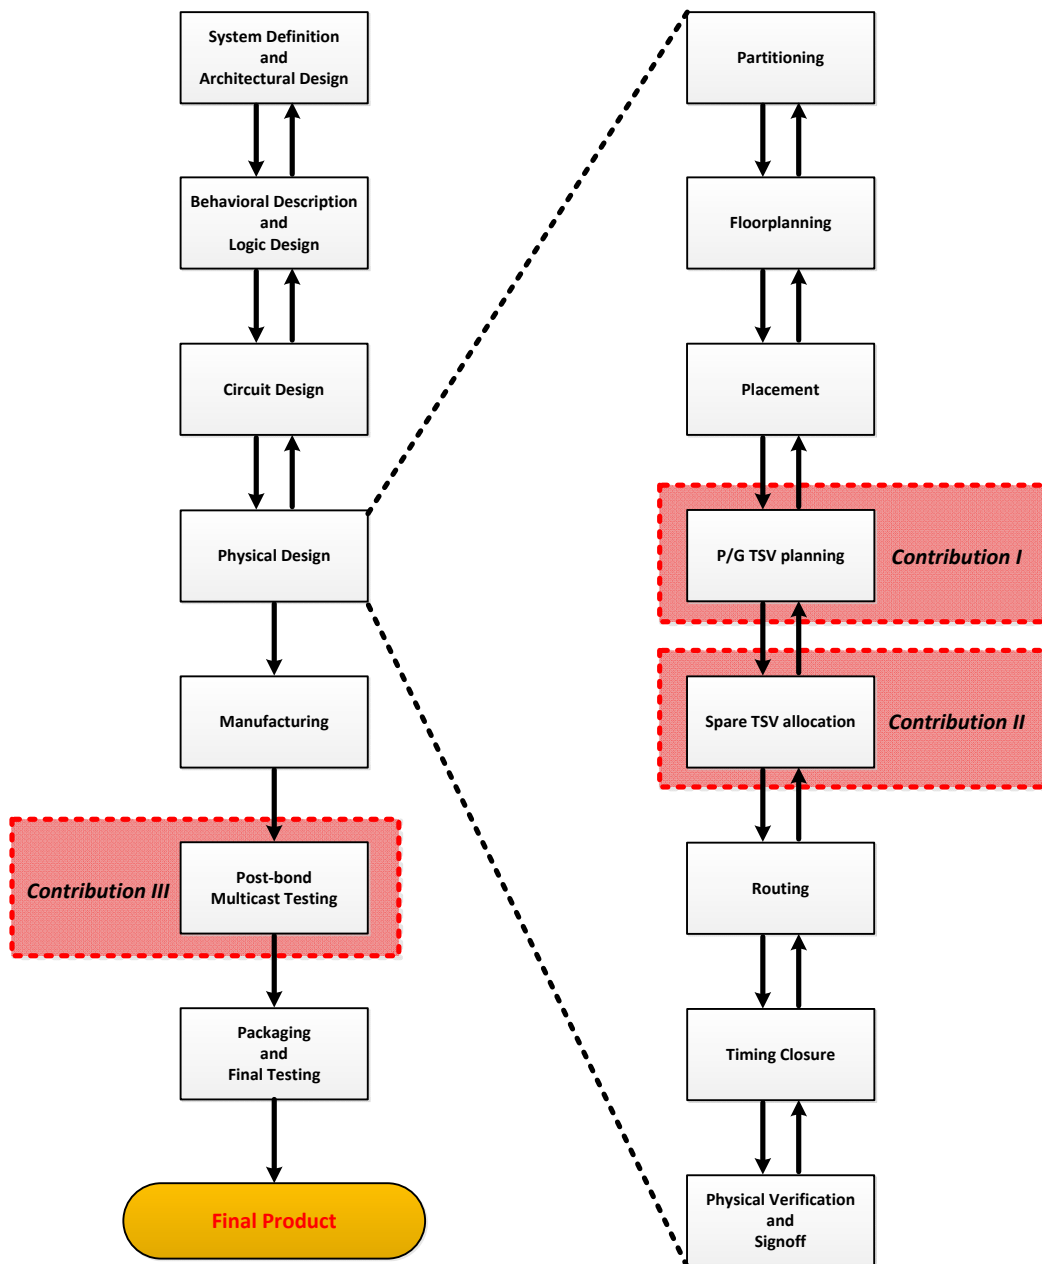 System Definition
and
Architectural Design
Behavioral Description
and
Logic Design
Circuit Design
Physical Design
Manufacturing
Contribution III
Post-bond
Multicast Testing
Packaging
and
Final Testing
Final Product
Partitioning
Floorplanning
Placement
P/G TSV planning
Contribution I
Spare TSV allocation
Contribution II
Routing
Timing Closure
Physical Verification
and
Signoff